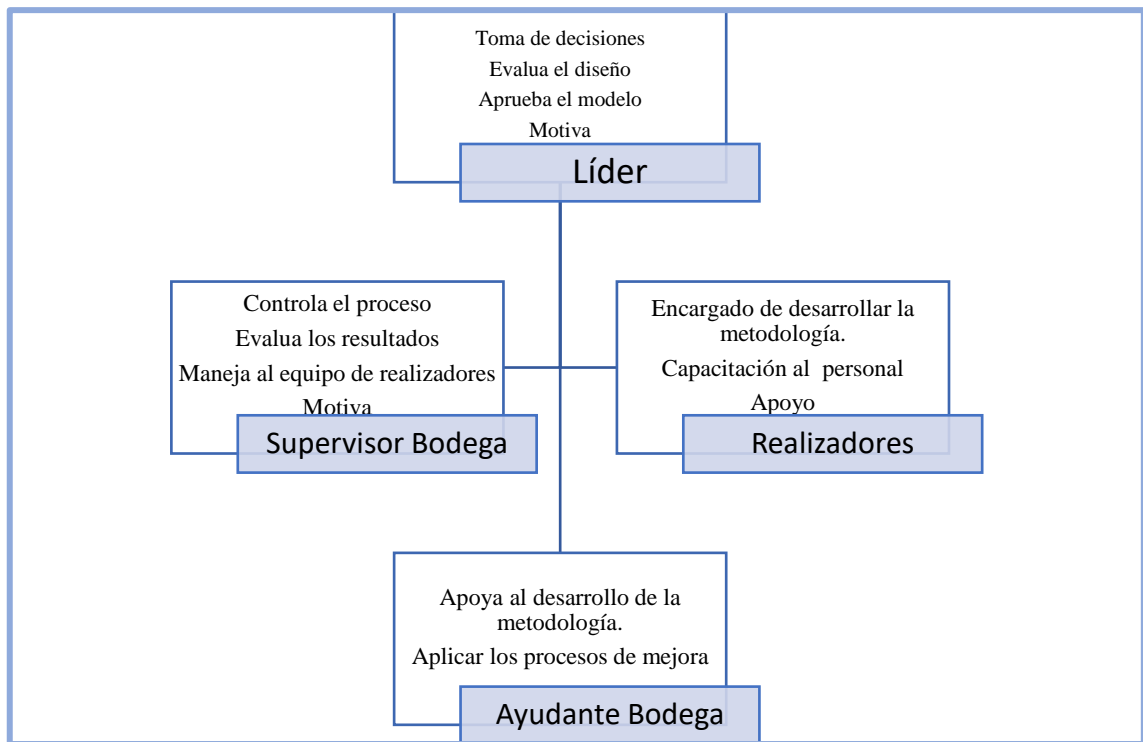 Toma de decisiones
Evalua el diseño
Aprueba el modelo
Motiva
Líder
Controla el proceso
Evalua los resultados
Maneja al equipo de realizadores
Motiva
Supervisor Bodega
Encargado de desarrollar la
metodología.
Capacitación al personal
Apoyo
Realizadores
Apoya al desarrollo de la
metodología.
Aplicar los procesos de mejora
Ayudante Bodega